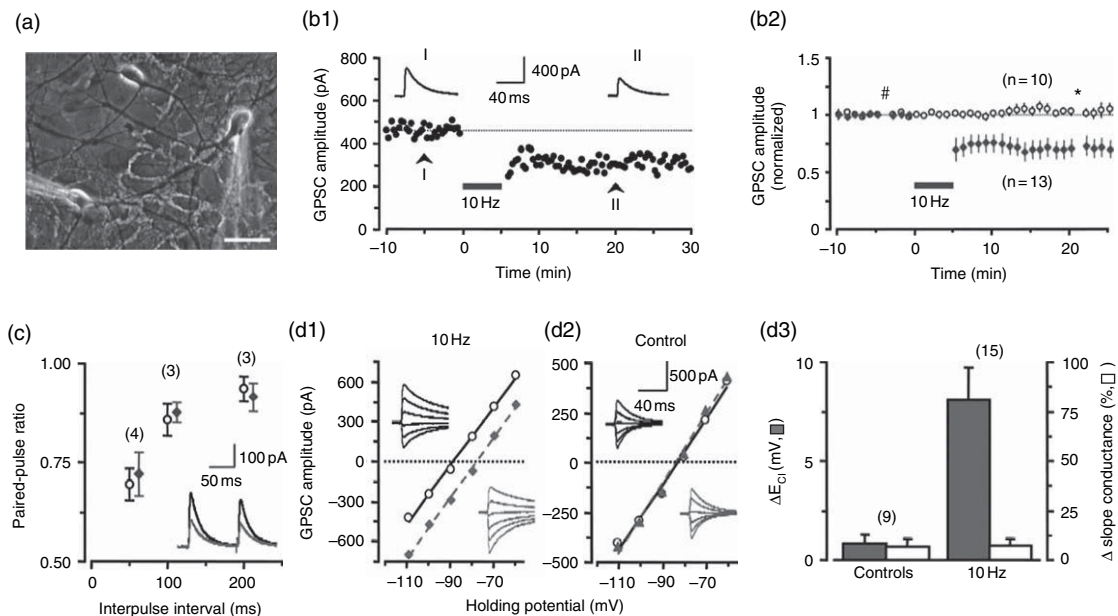 (a)
(b1)
I
II
400 pA
40 ms
800
600
400
200
0
GPSC amplitude (pA)
I
II
10 Hz
−10
0
10
20
30
Time (min)
(b2)
(n = 10)
#
*
(n = 13)
1.5
1
0.5
0
GPSC amplitude
(normalized)
10 Hz
−10
0
10
20
Time (min)
(c)
(4)
(3)
(3)
1.00
0.75
0.50
Paired-pulse ratio
100 pA
50 ms
0
100
200
Interpulse interval (ms)
(d1)
10 Hz
600
300
0
−300
−600
GPSC amplitude (pA)
−110
−90
−70
(d2)
Control
500 pA
40 ms
500
250
0
−250
−500
−110
−90
−70
Holding potential (mV)
(d3)
(9)
(15)
10
5
0
ΔECl (mV, )
100
75
50
25
0
Δ slope conductance (%, )
Controls
10 Hz